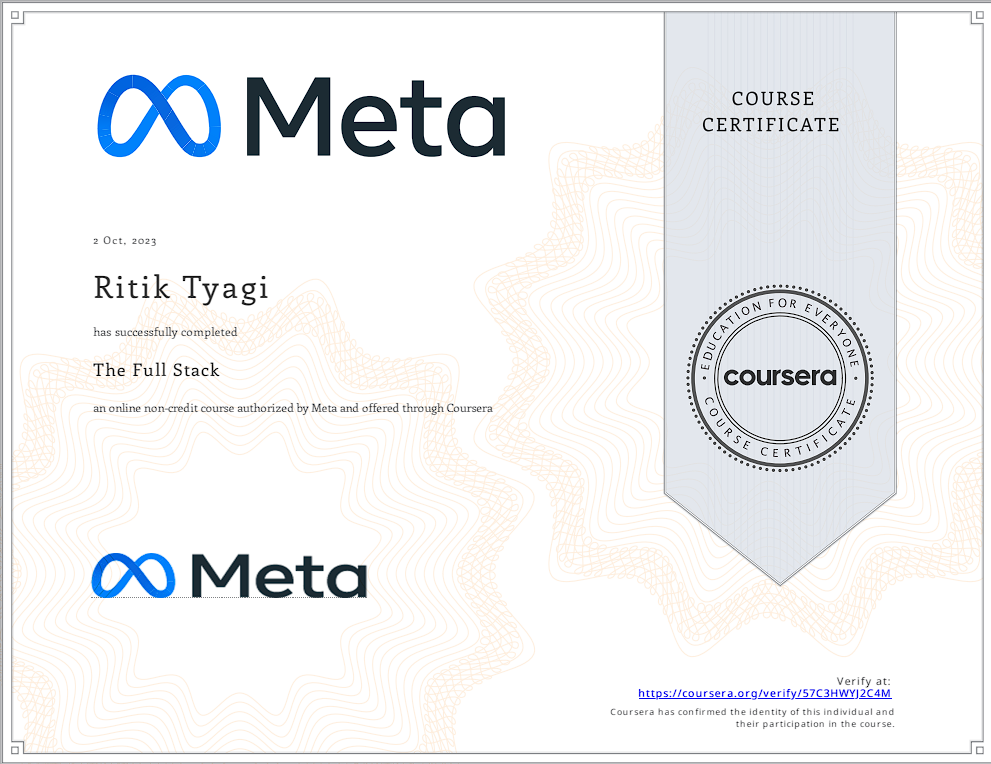 Meta
COURSE
CERTIFICATE
2 Oct, 2023
Ritik Tyagi
has successfully completed
The Full Stack
an online non-credit course authorized by Meta and offered through Coursera
EDUCATION FOR EVERYONE
coursera
COURSE CERTIFICATE
Meta
Verify at:
https://coursera.org/verify/57C3HWYJ2C4M
Coursera has confirmed the identity of this individual and
their participation in the course.